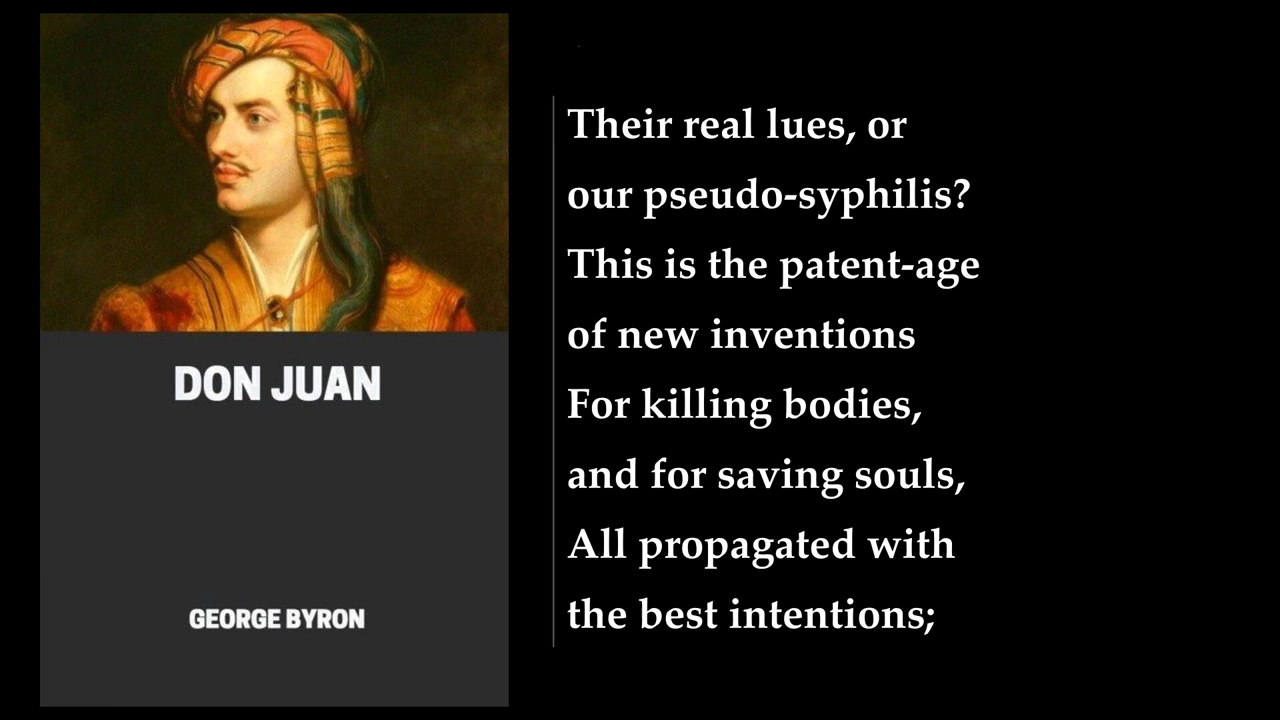 DON JUAN
GEORGE BYRON
Their real lues, or
our pseudo-syphilis?
This is the patent-age
of new inventions
For killing bodies,
and for saving souls,
All propagated with
the best intentions;